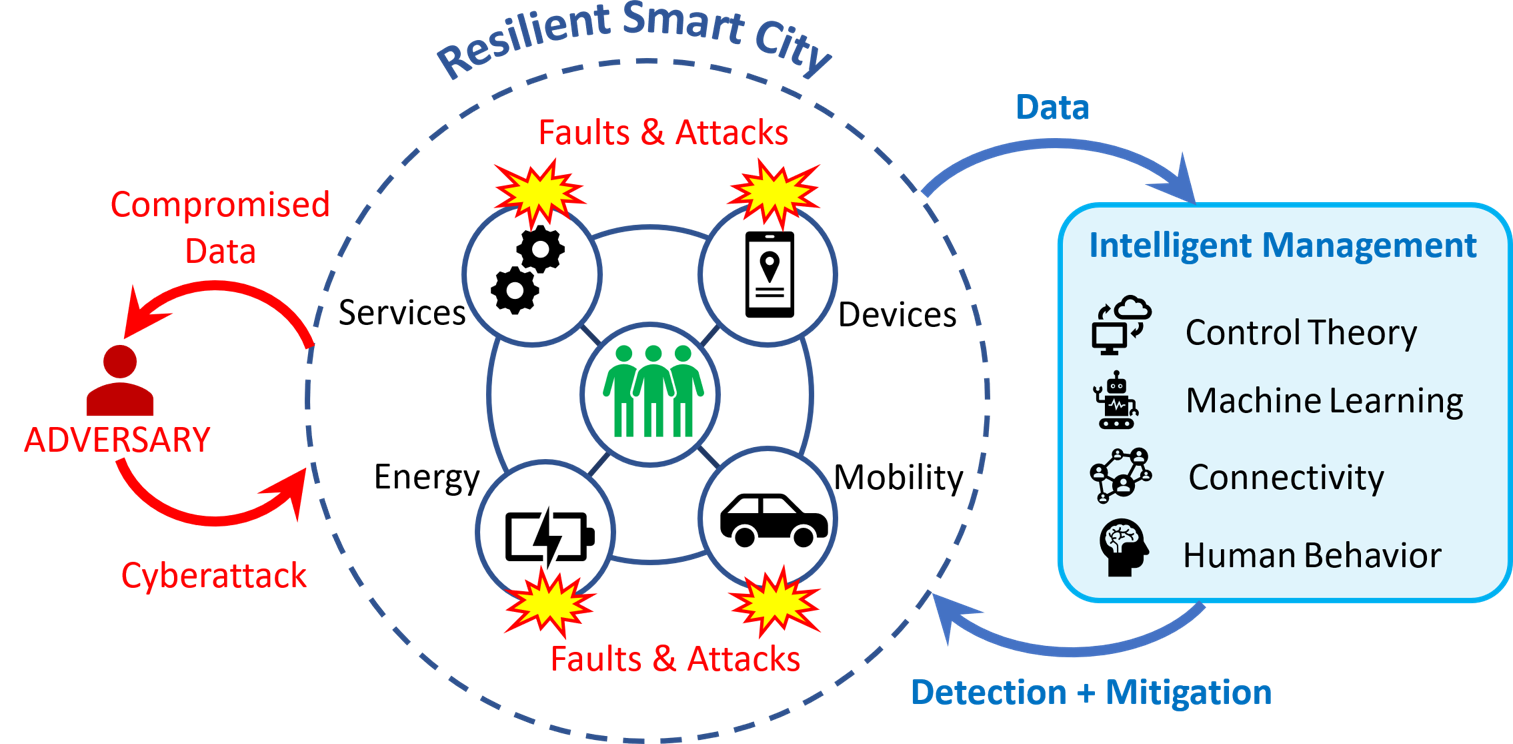 Resilient Smart City
Faults & Attacks
Compromised
Data
Services
Devices
ADVERSARY
Energy
Mobility
Cyberattack
Faults & Attacks
Data
Intelligent Management
Control Theory
Machine Learning
Connectivity
Human Behavior
Detection + Mitigation